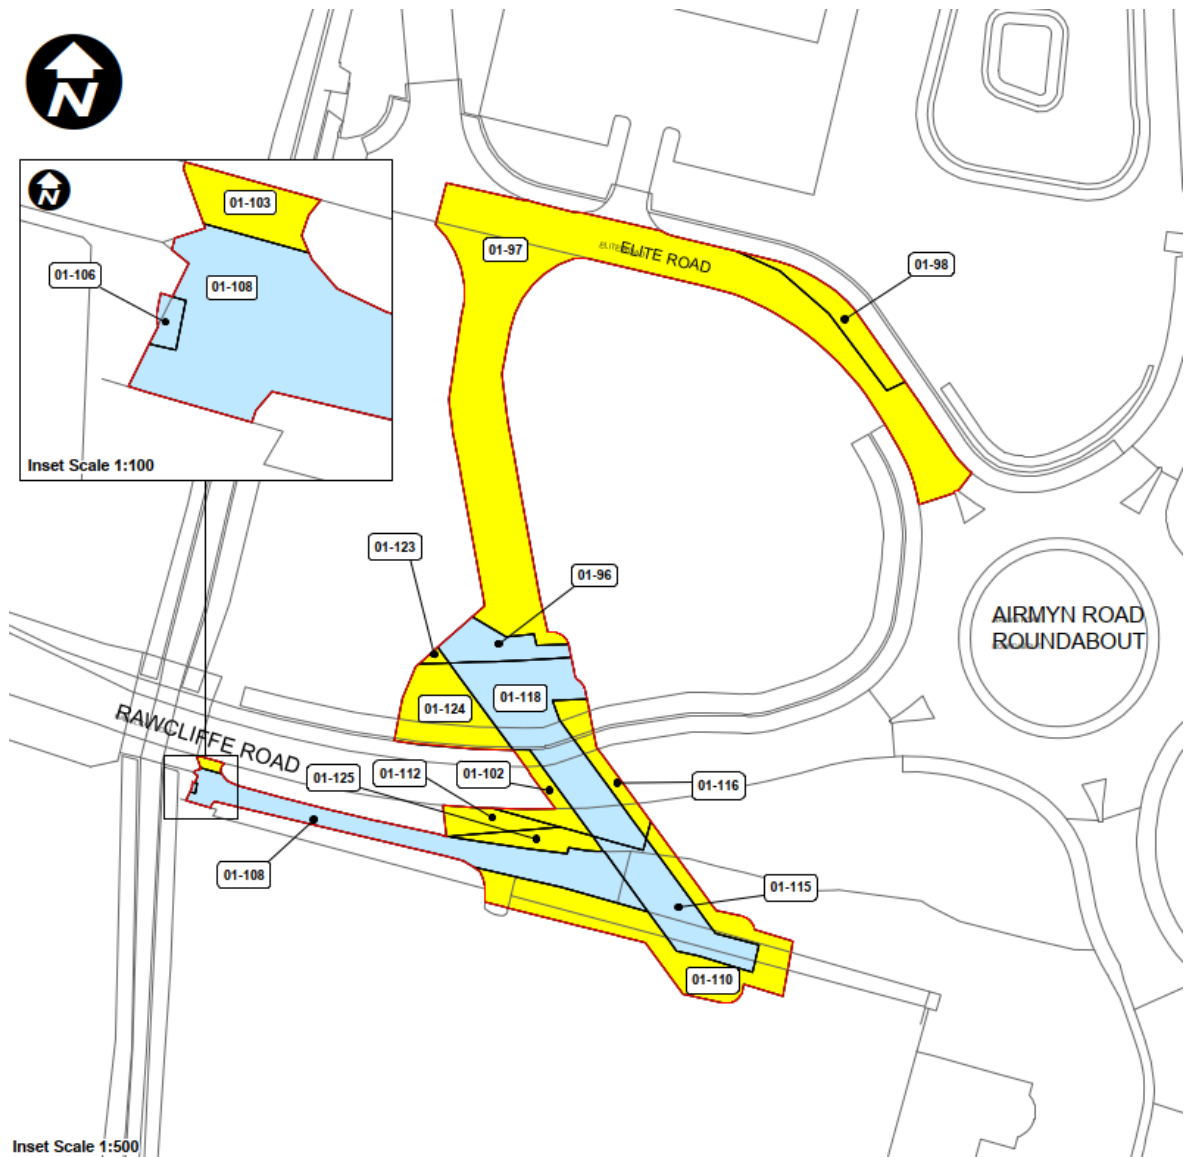 N
N
01-103
01-97
ELITE ROAD
01-98
01-106
01-108
Inset Scale 1:100
01-123
01-96
AIRMYN ROAD
ROUNDABOUT
01-118
01-124
RAWCLIFFE ROAD
01-125
01-112
01-102
01-116
01-108
01-115
01-110
Inset Scale 1:500